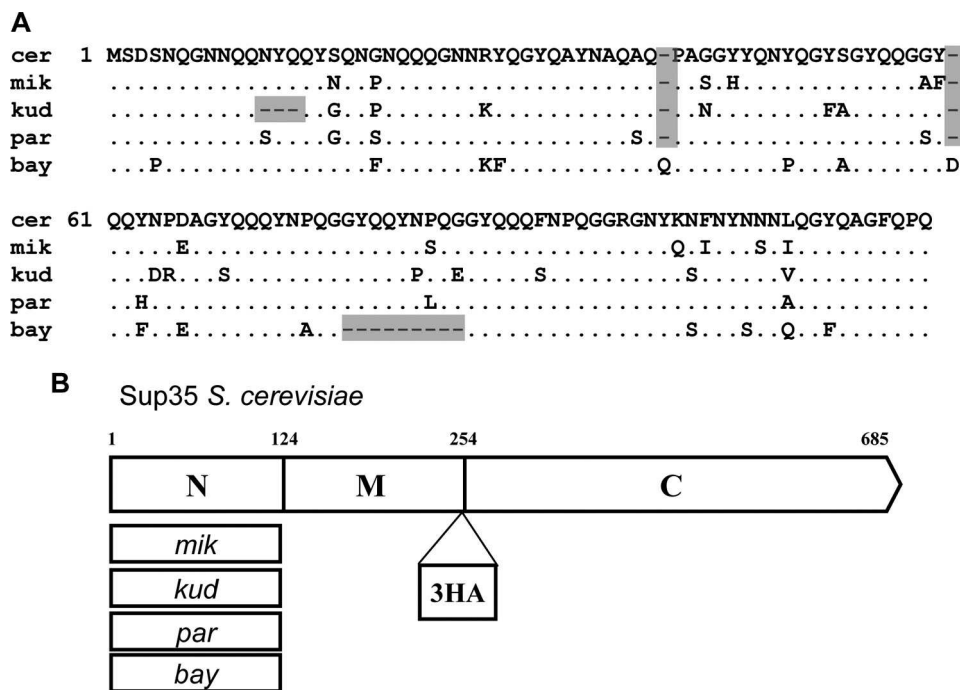 A
cer 1 MSDSNQGNNQQNYQQYSQNGNQQQGNNRYQGYQAYNAQAQ-PAGGYYQNYQGYSGYQQGGY-
mik ................N..P....................-..S.H.............AF-
kud ...........---..G..P.......K............-..N........FA.......-
par ...........S....G..S..................S.-..................S.-
bay ...P...............F.......KF...........Q........P...A.......D
cer 61 QQYNPDAGYQQQYNPQGGYQQYNPQGGYQQQFNPQGGRGNYKNFNYNNNLQGYQAGFQPQ
mik .....E.................S.................Q.I...S.I..........
kud ...DR...S.............P..E.....S..........S......V..........
par ..H....................L.........................A..........
bay ..F..E........A..---------................S...S..Q..F.......
B
Sup35 S. cerevisiae
1 124 254 685
N M C
mik
kud
par
bay
3HA